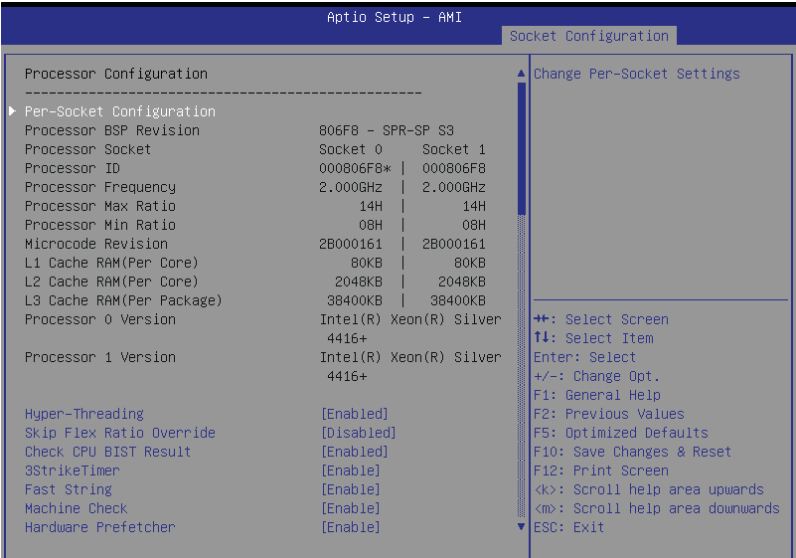 Aptio Setup – AMI
Socket Configuration
Processor Configuration
--------------------------------------------------
Per-Socket Configuration
Processor BSP Revision 806F8 - SPR-SP S3
Processor Socket Socket 0 Socket 1
Processor ID 000806F8* | 000806F8
Processor Frequency 2.000GHz | 2.000GHz
Processor Max Ratio 14H | 14H
Processor Min Ratio 08H | 08H
Microcode Revision 2B000161 | 2B000161
L1 Cache RAM(Per Core) 80KB | 80KB
L2 Cache RAM(Per Core) 2048KB | 2048KB
L3 Cache RAM(Per Package) 38400KB | 38400KB
Processor 0 Version Intel(R) Xeon(R) Silver
4416+
Processor 1 Version Intel(R) Xeon(R) Silver
4416+
Hyper-Threading [Enabled]
Skip Flex Ratio Override [Disabled]
Check CPU BIST Result [Enabled]
3StrikeTimer [Enable]
Fast String [Enable]
Machine Check [Enable]
Hardware Prefetcher [Enable]
Change Per-Socket Settings
→←: Select Screen
↑↓: Select Item
Enter: Select
+/-: Change Opt.
F1: General Help
F2: Previous Values
F5: Optimized Defaults
F10: Save Changes & Reset
F12: Print Screen
<k>: Scroll help area upwards
<m>: Scroll help area downwards
ESC: Exit